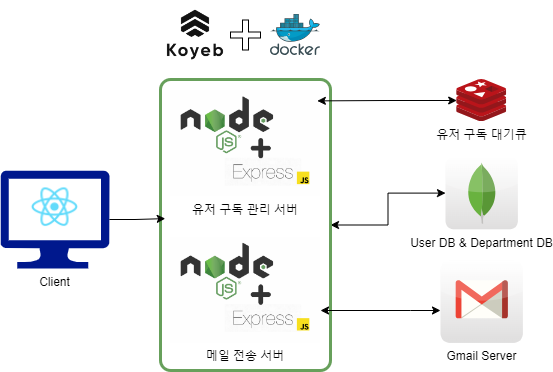 Koyeb
docker
node
JS
Express
JS
유저 구독 관리 서버
유저 구독 대기큐
User DB & Department DB
Client
node
JS
Express
JS
메일 전송 서버
Gmail Server